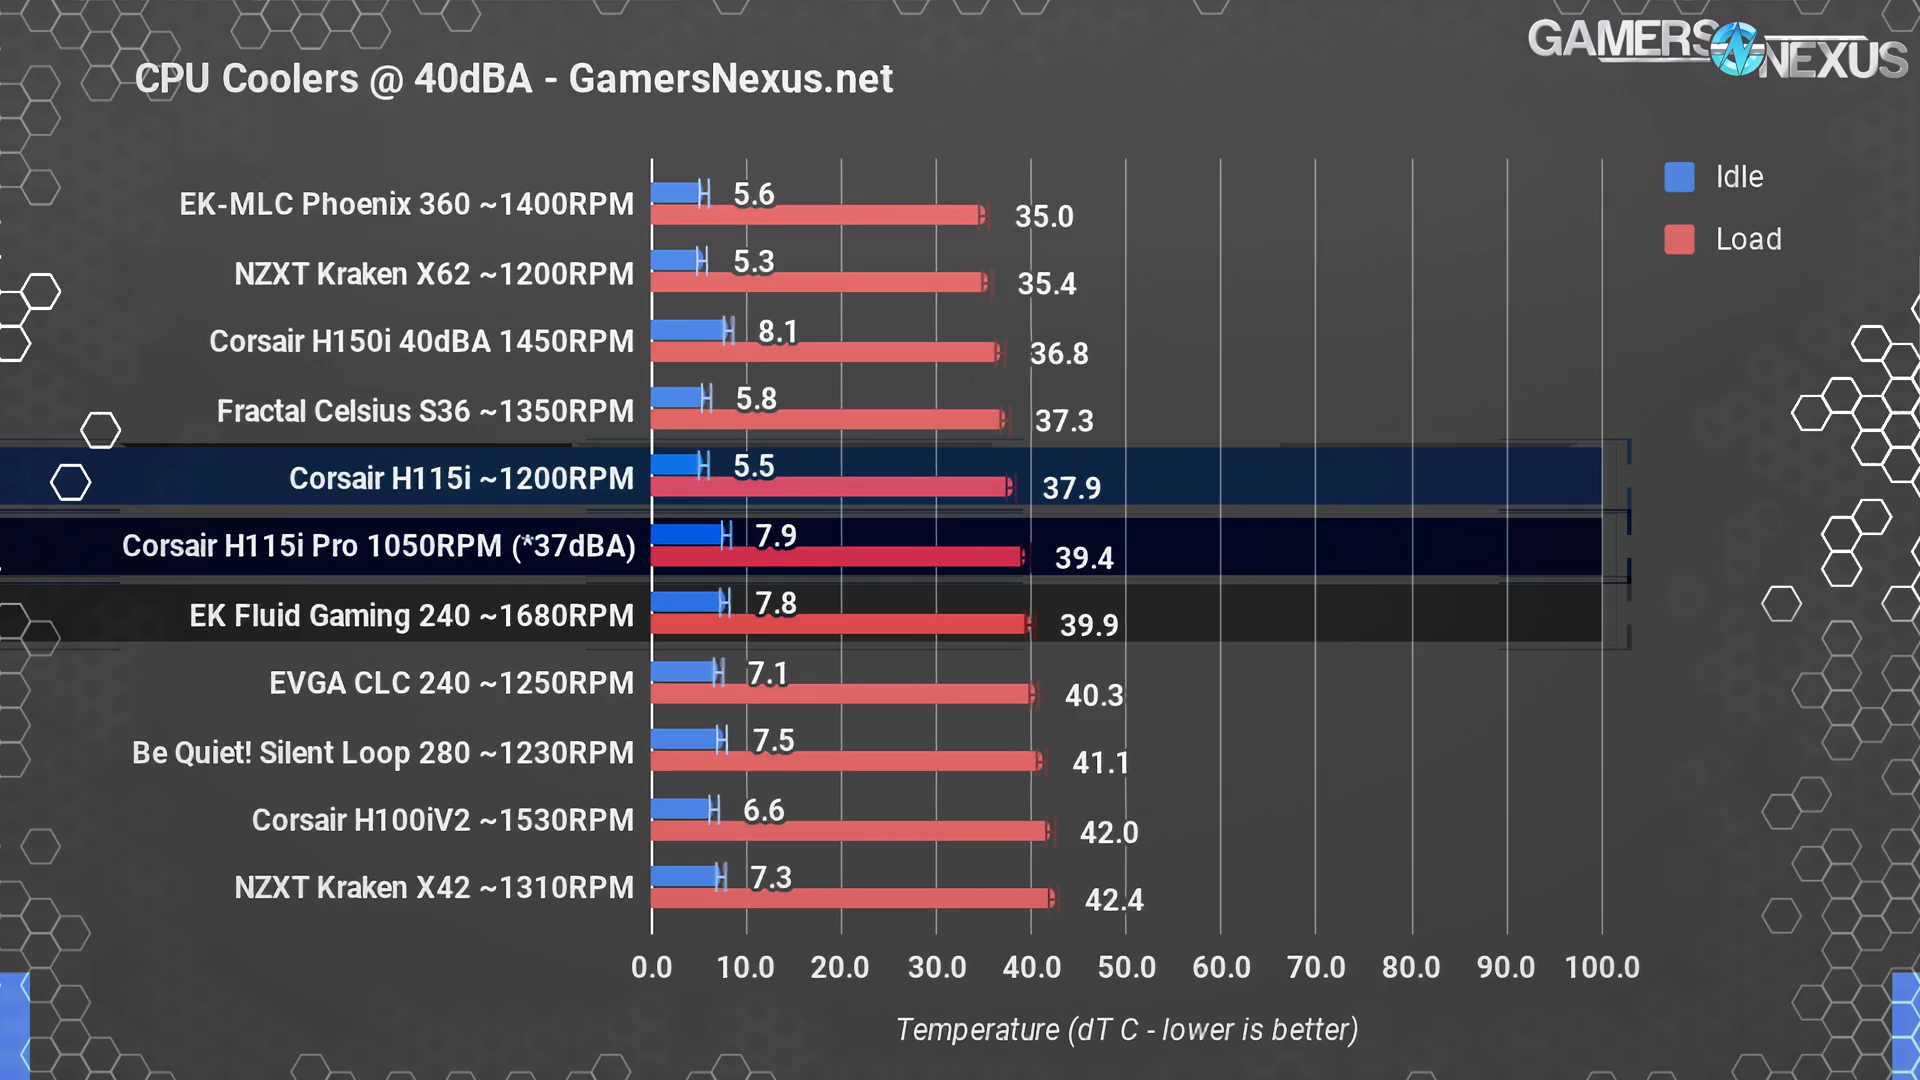 GAMERS NEXUS
CPU Coolers @ 40dBA - GamersNexus.net
Idle
Load
EK-MLC Phoenix 360 ~1400RPM 5.6 35.0
NZXT Kraken X62 ~1200RPM 5.3 35.4
Corsair H150i 40dBA 1450RPM 8.1 36.8
Fractal Celsius S36 ~1350RPM 5.8 37.3
Corsair H115i ~1200RPM 5.5 37.9
Corsair H115i Pro 1050RPM (*37dBA) 7.9 39.4
EK Fluid Gaming 240 ~1680RPM 7.8 39.9
EVGA CLC 240 ~1250RPM 7.1 40.3
Be Quiet! Silent Loop 280 ~1230RPM 7.5 41.1
Corsair H100iV2 ~1530RPM 6.6 42.0
NZXT Kraken X42 ~1310RPM 7.3 42.4
0.0 10.0 20.0 30.0 40.0 50.0 60.0 70.0 80.0 90.0 100.0
Temperature (dT C - lower is better)